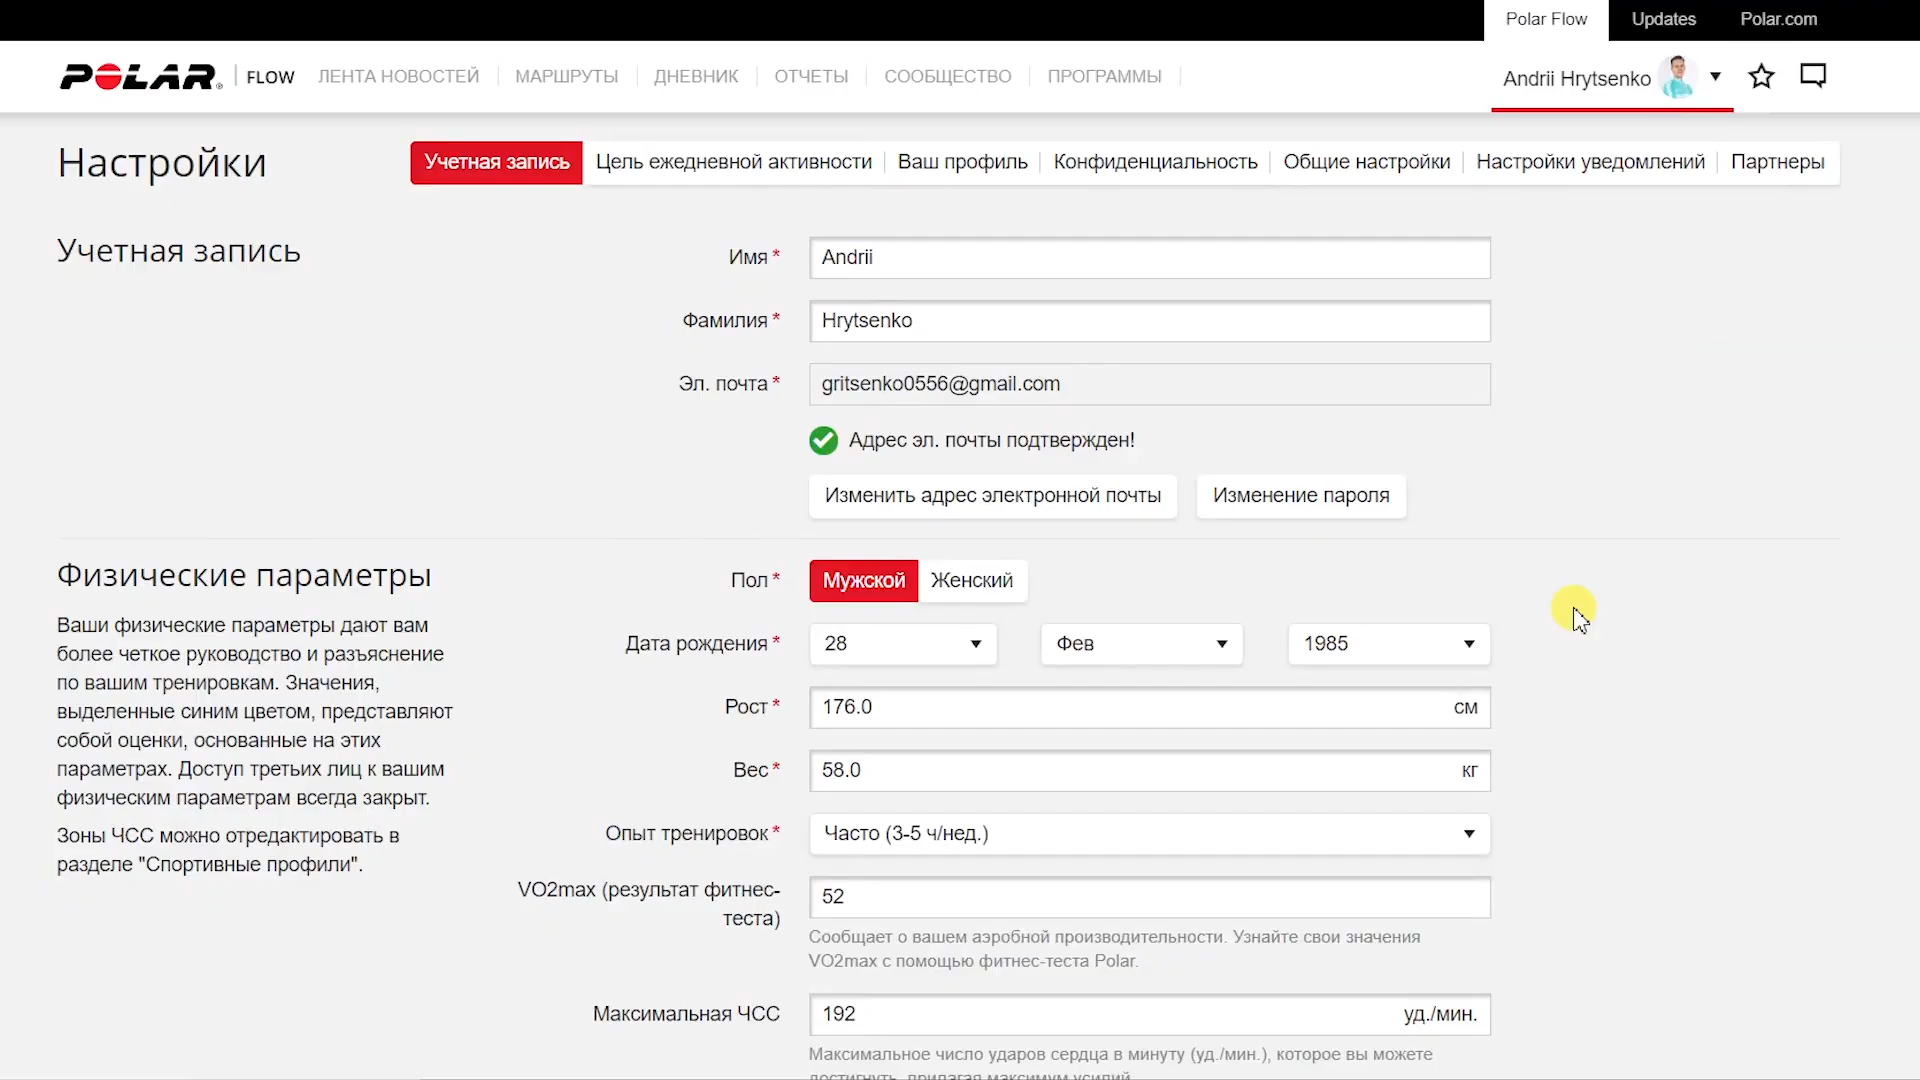 Polar Flow Updates Polar.com
POLAR FLOW ЛЕНТА НОВОСТЕЙ МАРШРУТЫ ДНЕВНИК ОТЧЕТЫ СООБЩЕСТВО ПРОГРАММЫ Andrii Hrytsenko
Настройки Учетная запись Цель ежедневной активности Ваш профиль Конфиденциальность Общие настройки Настройки уведомлений Партнеры
Учетная запись
Имя* Andrii
Фамилия* Hrytsenko
Эл. почта* gritsenko0556@gmail.com
Адрес эл. почты подтвержден!
Изменить адрес электронной почты Изменение пароля
Физические параметры
Ваши физические параметры дают вам
более четкое руководство и разъяснение
по вашим тренировкам. Значения,
выделенные синим цветом, представляют
собой оценки, основанные на этих
параметрах. Доступ третьих лиц к вашим
физическим параметрам всегда закрыт.
Зоны ЧСС можно отредактировать в
разделе "Спортивные профили".
Пол* Мужской Женский
Дата рождения* 28 Фев 1985
Рост* 176.0 см
Вес* 58.0 кг
Опыт тренировок* Часто (3-5 ч/нед.)
VO2max (результат фитнес-
теста) 52
Сообщает о вашем аэробной производительности. Узнайте свои значения
VO2max с помощью фитнес-теста Polar.
Максимальная ЧСС 192 уд./мин.
Максимальное число ударов сердца в минуту (уд./мин.), которое вы можете
достигнуть, прилагая максимум усилий.